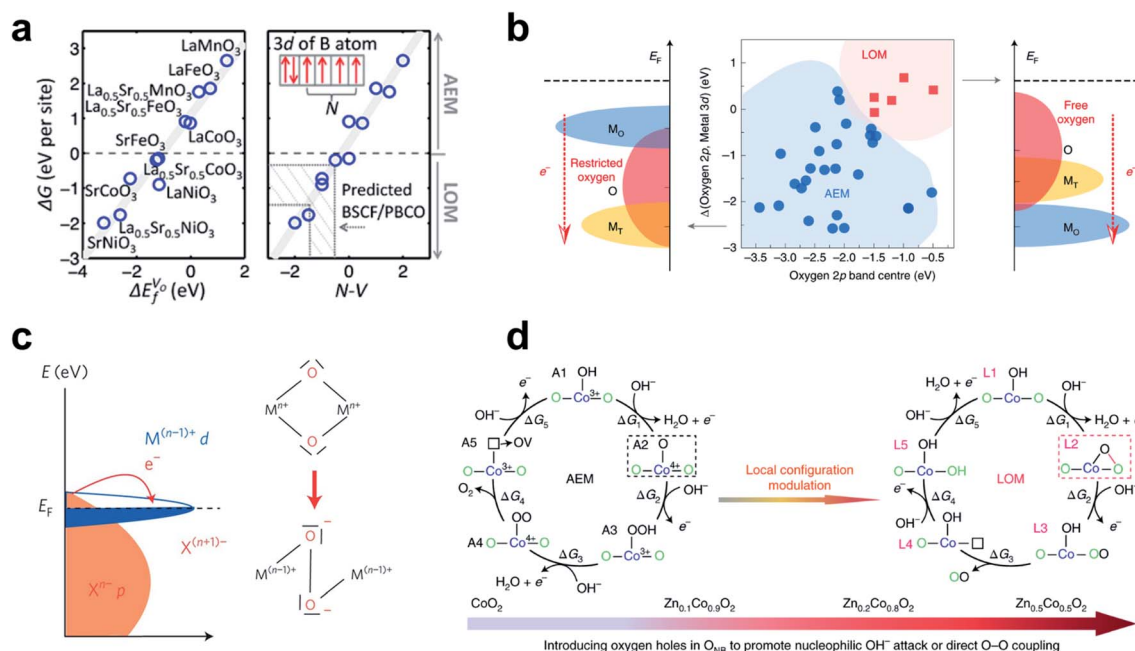 a
LaMnO3
LaFeO3
La0.5Sr0.5MnO3
La0.5Sr0.5FeO3
LaCoO3
SrFeO3
La0.5Sr0.5CoO3
SrCoO3
LaNiO3
La0.5Sr0.5NiO3
SrNiO3
ΔG (eV per site)
3
2
1
0
−1
−2
−3
−4 −2 0 2
ΔEf^Vo (eV)
3d of B atom
N
Predicted
BSCF/PBCO
−2 0 2
N-V
AEM
LOM
b
EF
MO
Restricted
oxygen
O
MT
e−
Δ(Oxygen 2p, Metal 3d) (eV)
2
1
0
−1
−2
−3
LOM
AEM
−3.5 −3.0 −2.5 −2.0 −1.5 −1.0 −0.5
Oxygen 2p band centre (eV)
EF
Free
oxygen
O
MT
MO
e−
c
E (eV)
M(n−1)+ d
e−
EF
X(n+1)−
Xn− p
O
Mn+ Mn+
O
O −
M(n−1)+ M(n−1)+
O −
d
A1 OH
O Co3+ O
OH−
ΔG1
H2O + e−
A2 O
O Co4+ O
ΔG2
OH−
e−
A3 OOH
O Co3+ O
ΔG3
OH−
H2O + e−
A4 OO
O Co4+ O
ΔG4
O2
A5 OV
O Co3+ O
ΔG5
OH−
e−
AEM
Local configuration
modulation
L1 OH
O Co O
OH−
ΔG1
H2O + e−
L2
O
O Co O
ΔG2
OH−
e−
L3 OH
O Co OO
ΔG3
OO
L4 OH
O Co
ΔG4
OH−
e−
L5 OH
O Co OH
ΔG5
OH−
H2O + e−
LOM
CoO2 Zn0.1Co0.9O2 Zn0.2Co0.8O2 Zn0.5Co0.5O2
Introducing oxygen holes in ONB to promote nucleophilic OH− attack or direct O–O coupling